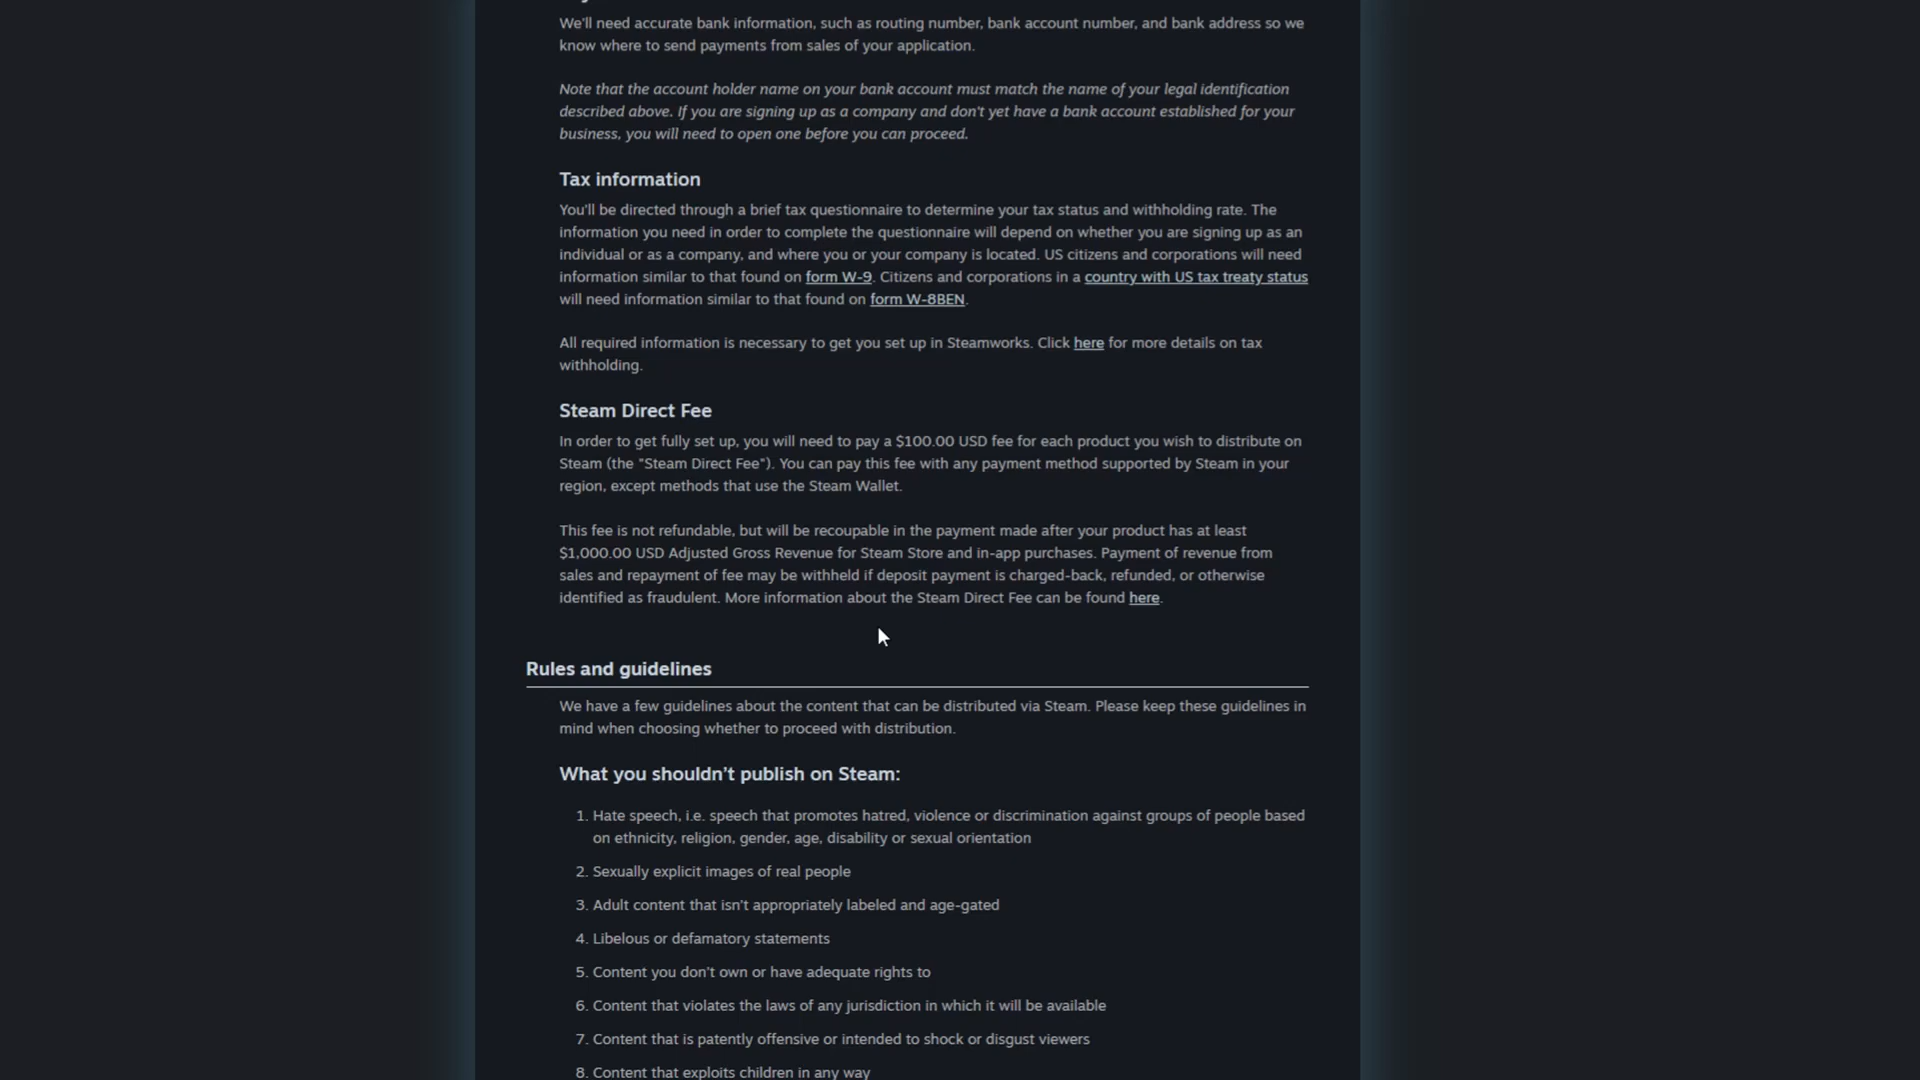 We'll need accurate bank information, such as routing number, bank account number, and bank address so we
know where to send payments from sales of your application.
Note that the account holder name on your bank account must match the name of your legal identification
described above. If you are signing up as a company and don't yet have a bank account established for your
business, you will need to open one before you can proceed.
Tax information
You'll be directed through a brief tax questionnaire to determine your tax status and withholding rate. The
information you need in order to complete the questionnaire will depend on whether you are signing up as an
individual or as a company, and where you or your company is located. US citizens and corporations will need
information similar to that found on form W-9. Citizens and corporations in a country with US tax treaty status
will need information similar to that found on form W-8BEN.
All required information is necessary to get you set up in Steamworks. Click here for more details on tax
withholding.
Steam Direct Fee
In order to get fully set up, you will need to pay a $100.00 USD fee for each product you wish to distribute on
Steam (the "Steam Direct Fee"). You can pay this fee with any payment method supported by Steam in your
region, except methods that use the Steam Wallet.
This fee is not refundable, but will be recoupable in the payment made after your product has at least
$1,000.00 USD Adjusted Gross Revenue for Steam Store and in-app purchases. Payment of revenue from
sales and repayment of fee may be withheld if deposit payment is charged-back, refunded, or otherwise
identified as fraudulent. More information about the Steam Direct Fee can be found here.
Rules and guidelines
We have a few guidelines about the content that can be distributed via Steam. Please keep these guidelines in
mind when choosing whether to proceed with distribution.
What you shouldn’t publish on Steam:
1. Hate speech, i.e. speech that promotes hatred, violence or discrimination against groups of people based
on ethnicity, religion, gender, age, disability or sexual orientation
2. Sexually explicit images of real people
3. Adult content that isn't appropriately labeled and age-gated
4. Libelous or defamatory statements
5. Content you don't own or have adequate rights to
6. Content that violates the laws of any jurisdiction in which it will be available
7. Content that is patently offensive or intended to shock or disgust viewers
8. Content that exploits children in any way